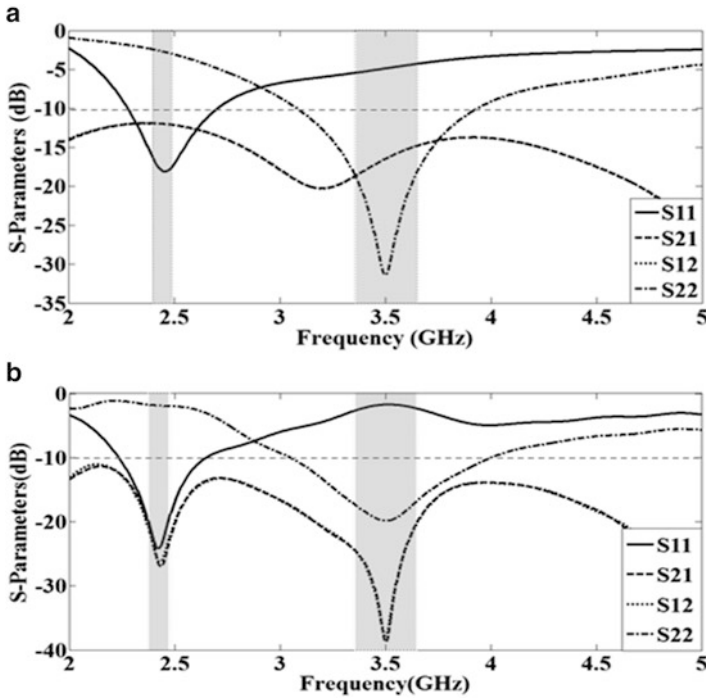 a
0
-5
-10
-15
-20
-25
-30
-35
S-Parameters (dB)
S11
S21
S12
S22
2 2.5 3 3.5 4 4.5 5
Frequency (GHz)
b
0
-10
-20
-30
-40
S-Parameters(dB)
S11
S21
S12
S22
2 2.5 3 3.5 4 4.5 5
Frequency(GHz)